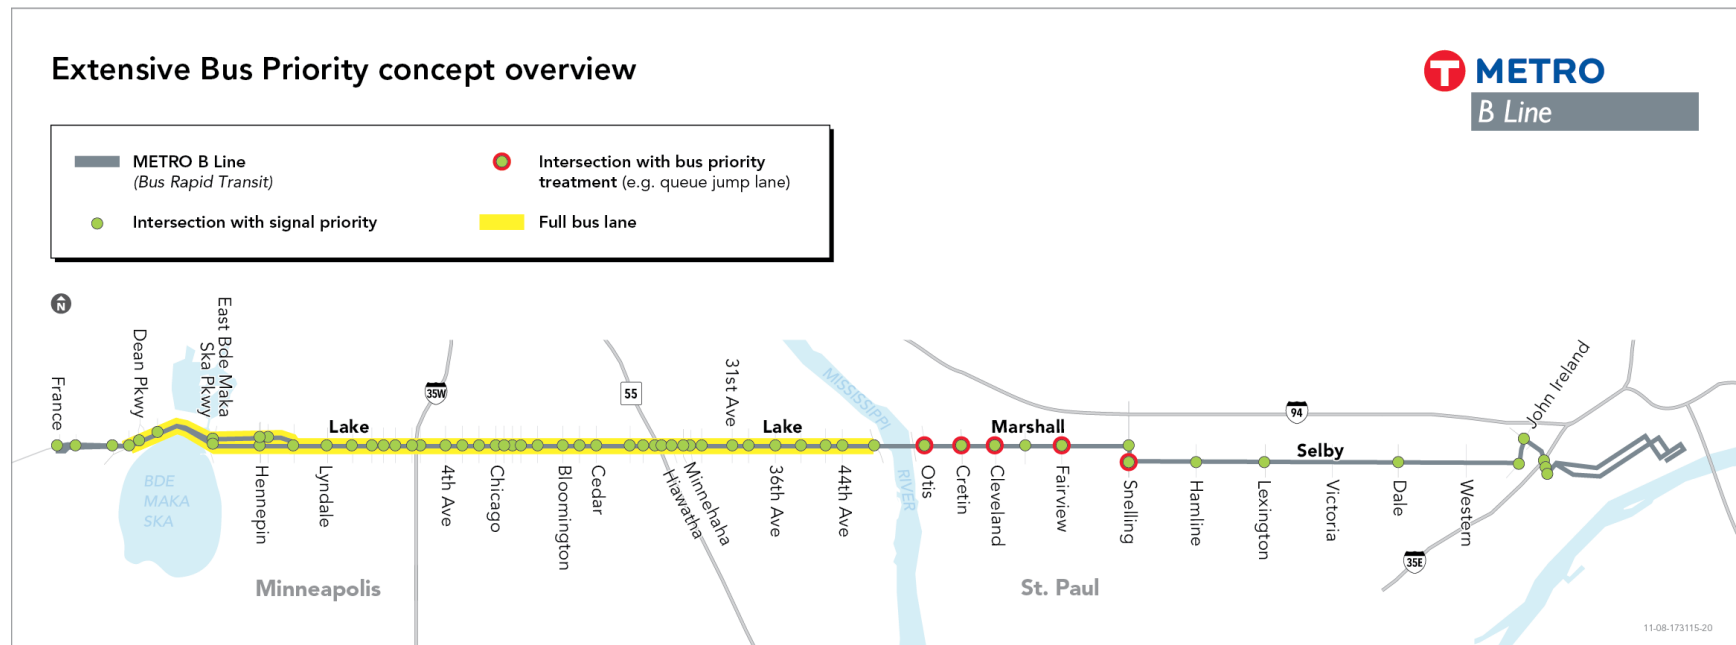 Extensive Bus Priority concept overview
T METRO
B Line
METRO B Line
(Bus Rapid Transit)
Intersection with signal priority
Intersection with bus priority
treatment (e.g. queue jump lane)
Full bus lane
N
France
Dean Pkwy
East Bde Maka
Ska Pkwy
BDE
MAKA
SKA
Lake
Hennepin
Lyndale
35W
4th Ave
Chicago
Bloomington
Cedar
55
Hiawatha
Minnehaha
31st Ave
Lake
36th Ave
44th Ave
MISSISSIPPI
RIVER
Otis
Cretin
Cleveland
Marshall
Fairview
Snelling
94
Hamline
Lexington
Selby
Victoria
Dale
Western
35E
John Ireland
Minneapolis
St. Paul
11-08-173115-20